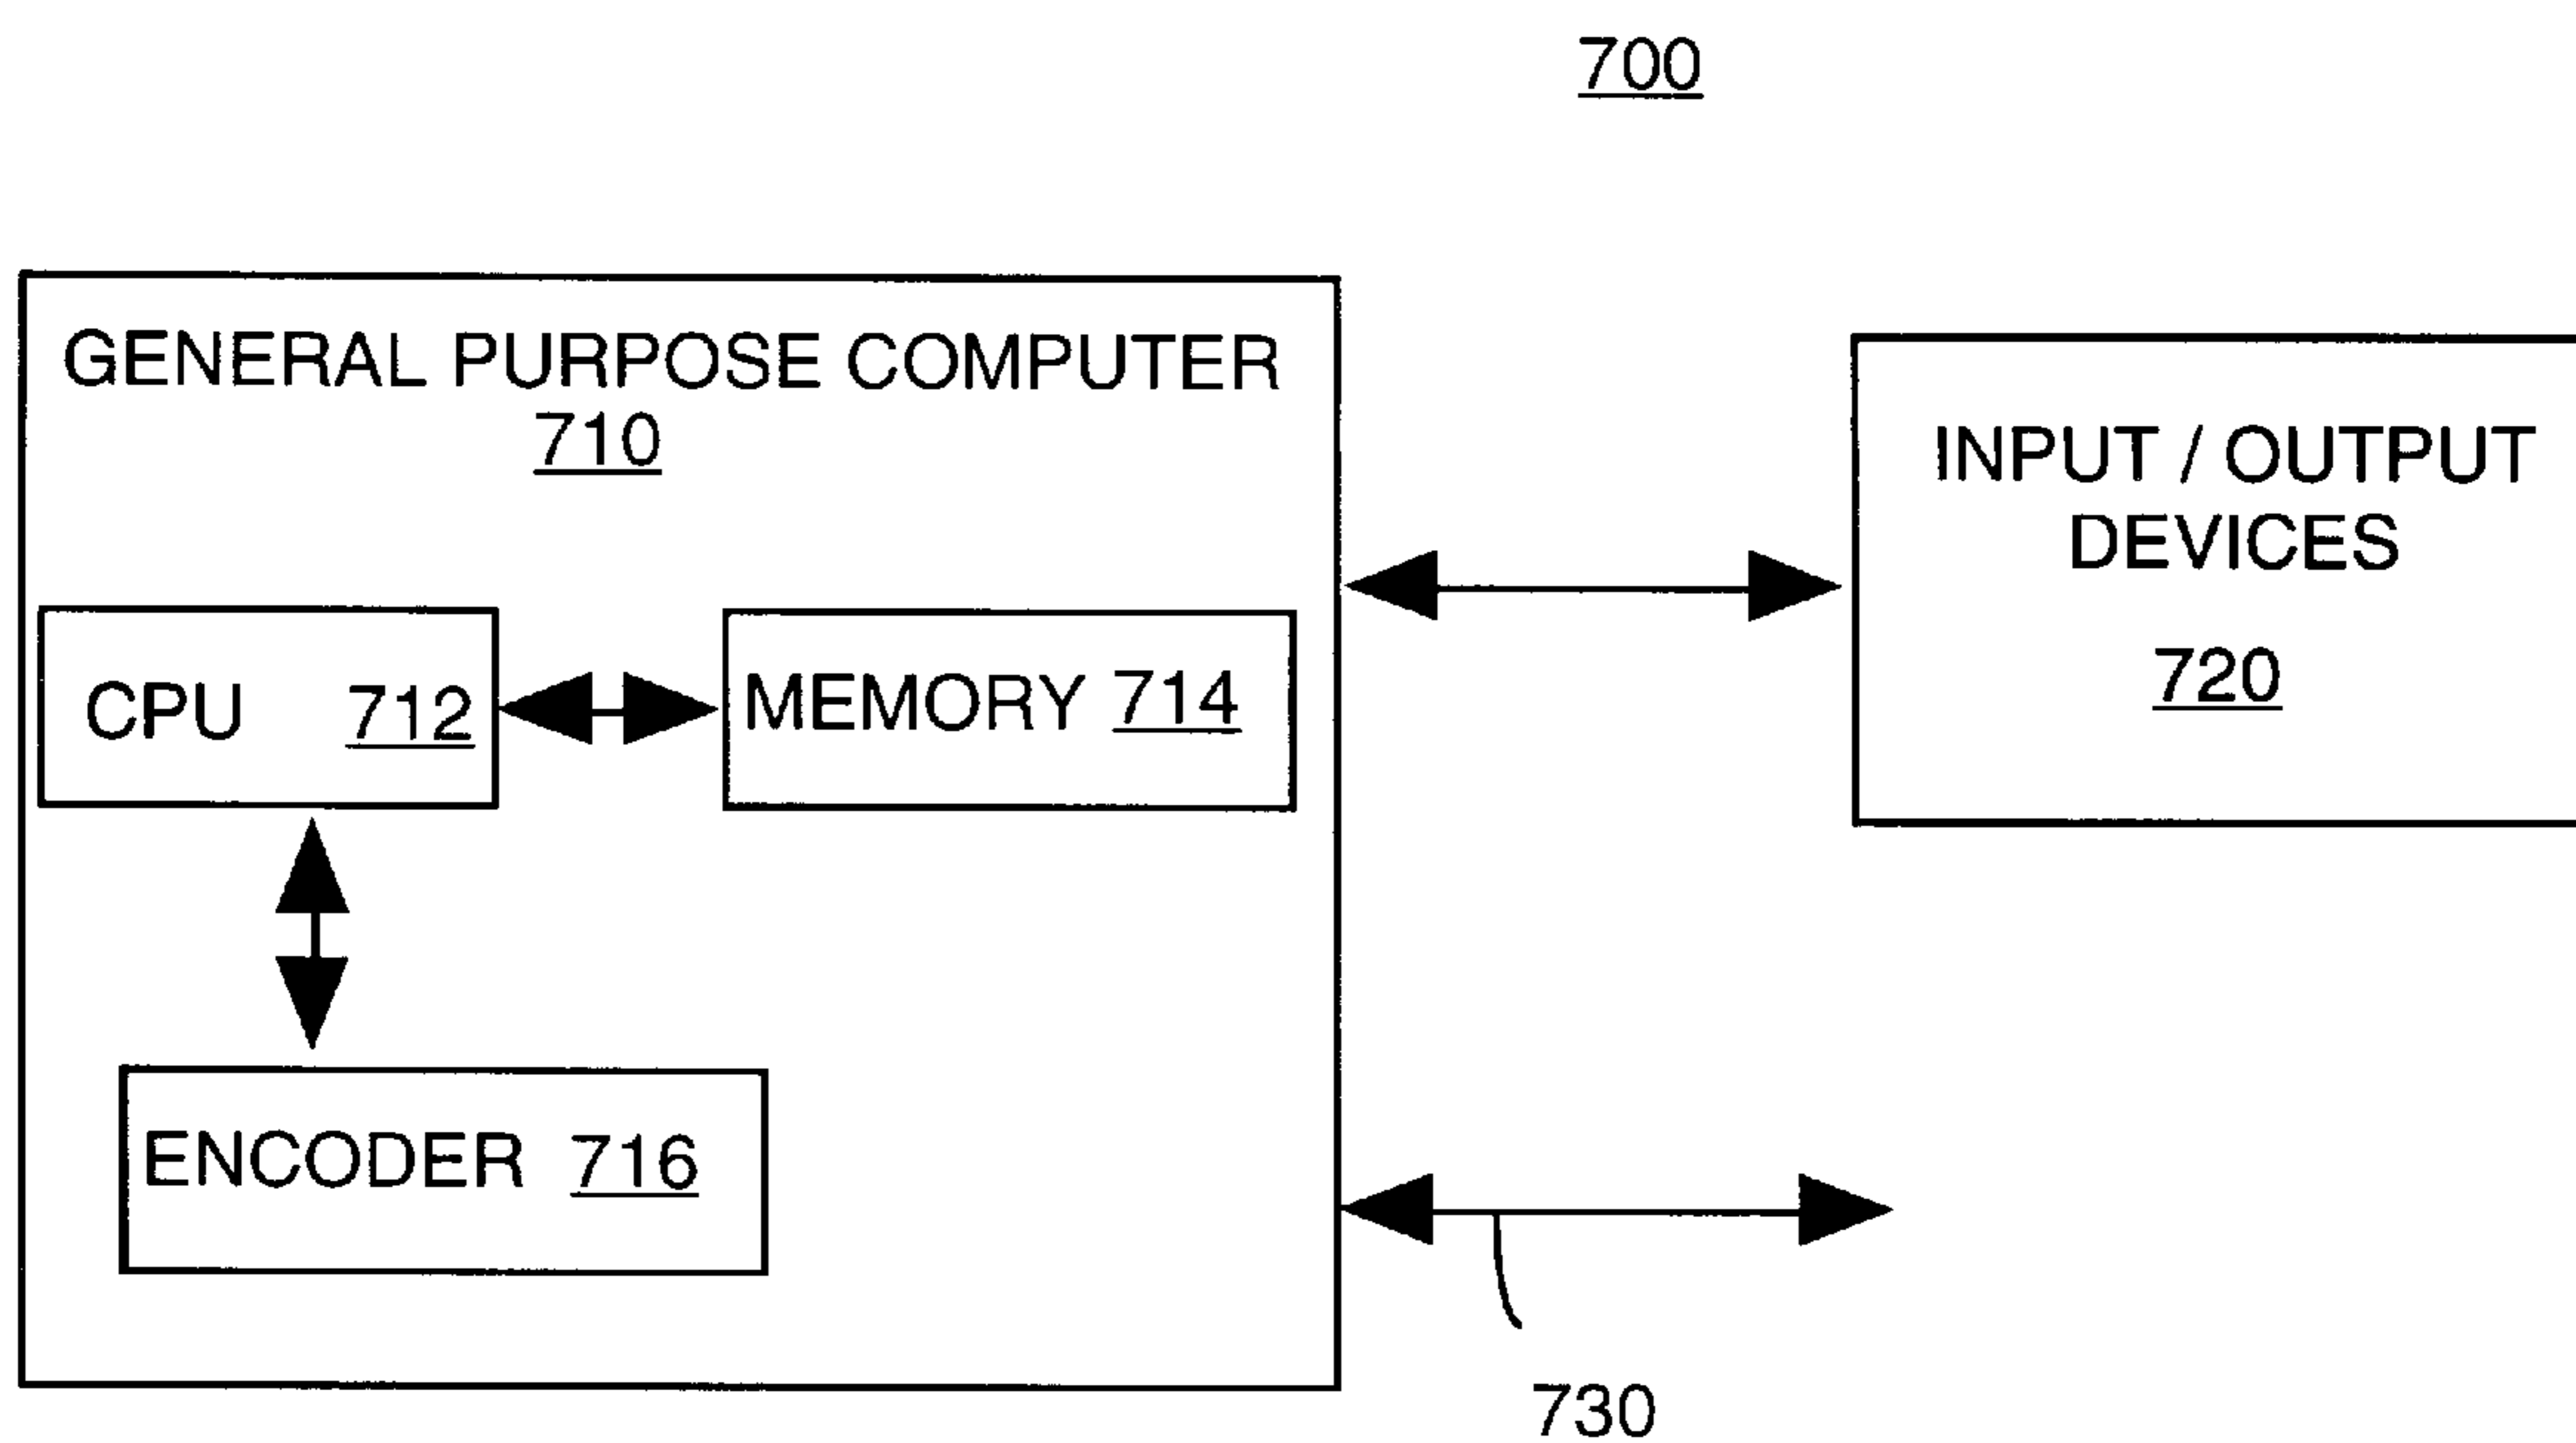 700
GENERAL PURPOSE COMPUTER
710
INPUT / OUTPUT
DEVICES
720
CPU 712
MEMORY 714
ENCODER 716
730